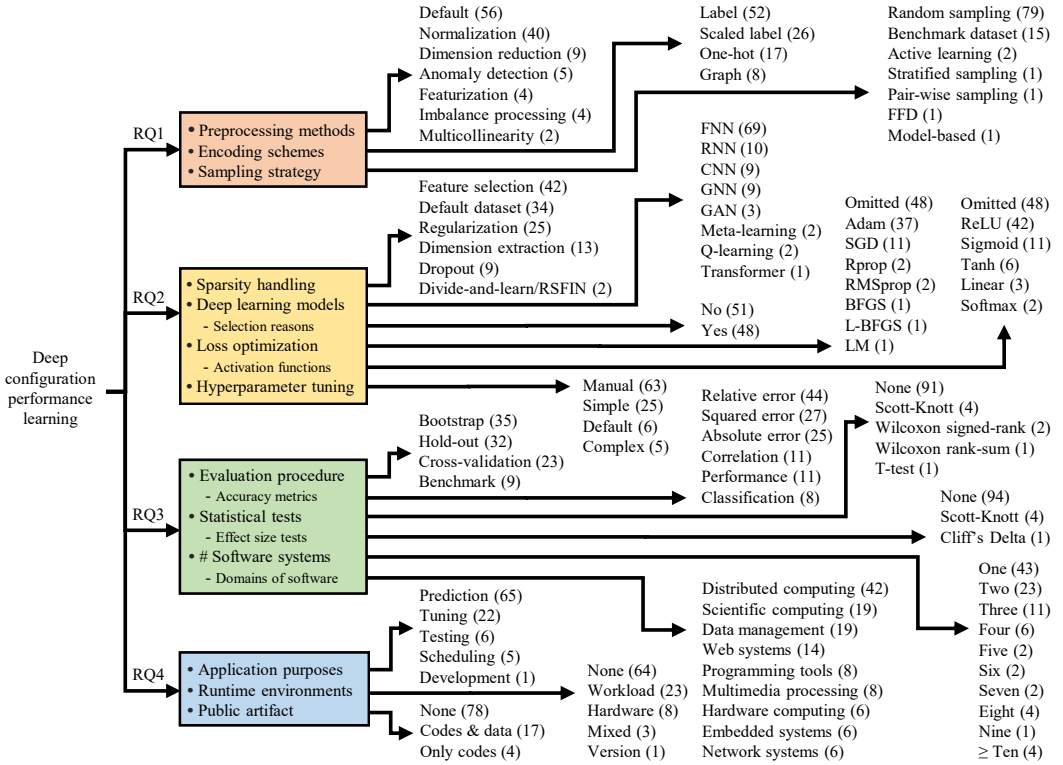 Deep
configuration
performance
learning
RQ1
• Preprocessing methods
• Encoding schemes
• Sampling strategy
Default (56)
Normalization (40)
Dimension reduction (9)
Anomaly detection (5)
Featurization (4)
Imbalance processing (4)
Multicollinearity (2)
Label (52)
Scaled label (26)
One-hot (17)
Graph (8)
Random sampling (79)
Benchmark dataset (15)
Active learning (2)
Stratified sampling (1)
Pair-wise sampling (1)
FFD (1)
Model-based (1)
RQ2
• Sparsity handling
• Deep learning models
- Selection reasons
• Loss optimization
- Activation functions
• Hyperparameter tuning
Feature selection (42)
Default dataset (34)
Regularization (25)
Dimension extraction (13)
Dropout (9)
Divide-and-learn/RSFIN (2)
FNN (69)
RNN (10)
CNN (9)
GNN (9)
GAN (3)
Meta-learning (2)
Q-learning (2)
Transformer (1)
No (51)
Yes (48)
Omitted (48)
Adam (37)
SGD (11)
Rprop (2)
RMSprop (2)
BFGS (1)
L-BFGS (1)
LM (1)
Omitted (48)
ReLU (42)
Sigmoid (11)
Tanh (6)
Linear (3)
Softmax (2)
Manual (63)
Simple (25)
Default (6)
Complex (5)
RQ3
• Evaluation procedure
- Accuracy metrics
• Statistical tests
- Effect size tests
• # Software systems
- Domains of software
Bootstrap (35)
Hold-out (32)
Cross-validation (23)
Benchmark (9)
Relative error (44)
Squared error (27)
Absolute error (25)
Correlation (11)
Performance (11)
Classification (8)
None (91)
Scott-Knott (4)
Wilcoxon signed-rank (2)
Wilcoxon rank-sum (1)
T-test (1)
None (94)
Scott-Knott (4)
Cliff's Delta (1)
One (43)
Two (23)
Three (11)
Four (6)
Five (2)
Six (2)
Seven (2)
Eight (4)
Nine (1)
≥ Ten (4)
Distributed computing (42)
Scientific computing (19)
Data management (19)
Web systems (14)
Programming tools (8)
Multimedia processing (8)
Hardware computing (6)
Embedded systems (6)
Network systems (6)
RQ4
• Application purposes
• Runtime environments
• Public artifact
Prediction (65)
Tuning (22)
Testing (6)
Scheduling (5)
Development (1)
None (64)
Workload (23)
Hardware (8)
Mixed (3)
Version (1)
None (78)
Codes & data (17)
Only codes (4)